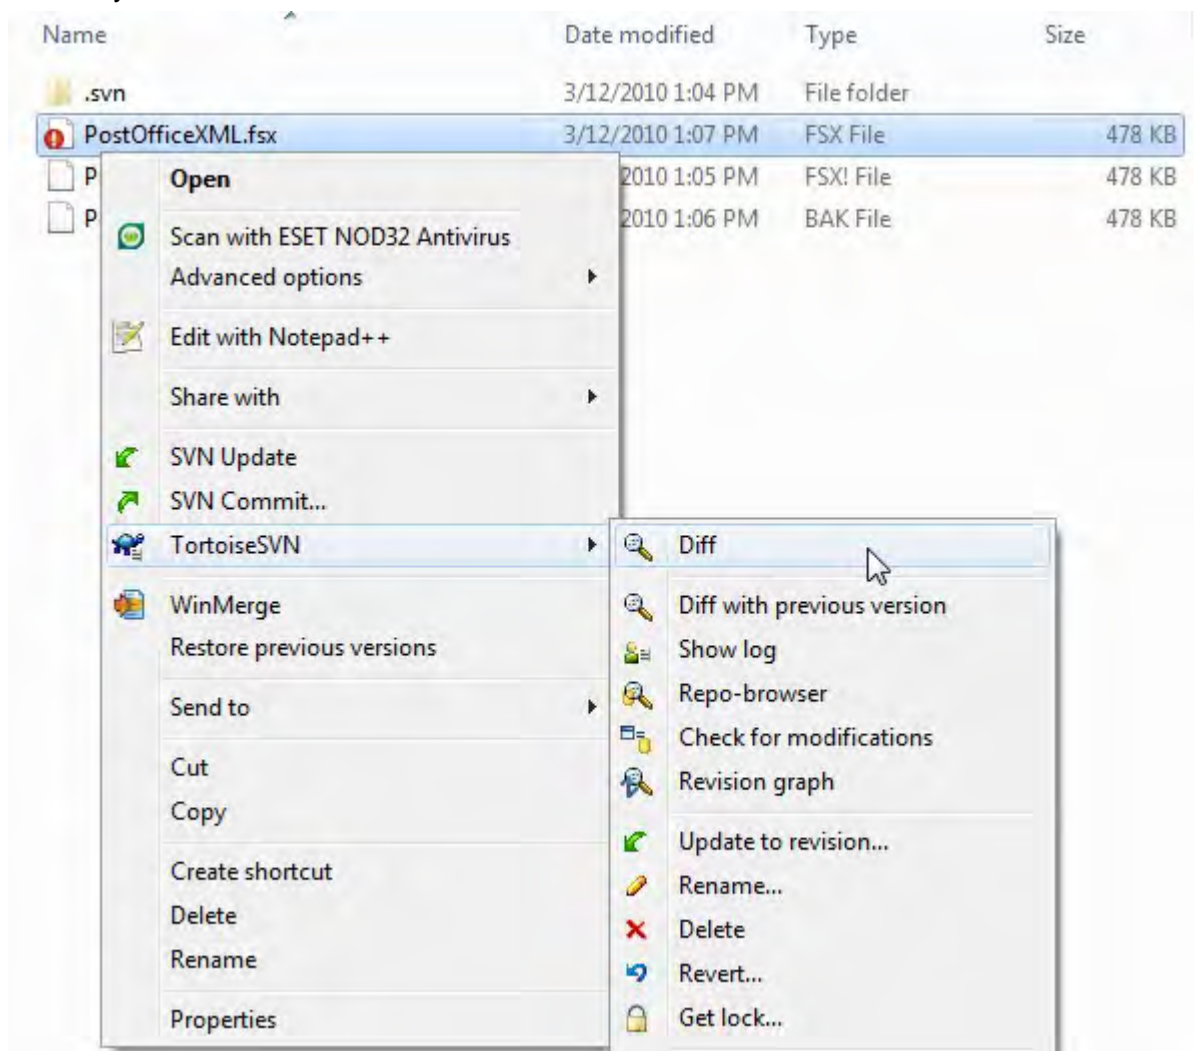 Name Date modified Type Size
.svn 3/12/2010 1:04 PM File folder
PostOfficeXML.fsx 3/12/2010 1:07 PM FSX File 478 KB
P 2010 1:05 PM FSX! File 478 KB
P 2010 1:06 PM BAK File 478 KB
Open
Scan with ESET NOD32 Antivirus
Advanced options
Edit with Notepad++
Share with
SVN Update
SVN Commit...
TortoiseSVN
WinMerge
Restore previous versions
Send to
Cut
Copy
Create shortcut
Delete
Rename
Properties
Diff
Diff with previous version
Show log
Repo-browser
Check for modifications
Revision graph
Update to revision...
Rename...
Delete
Revert...
Get lock...